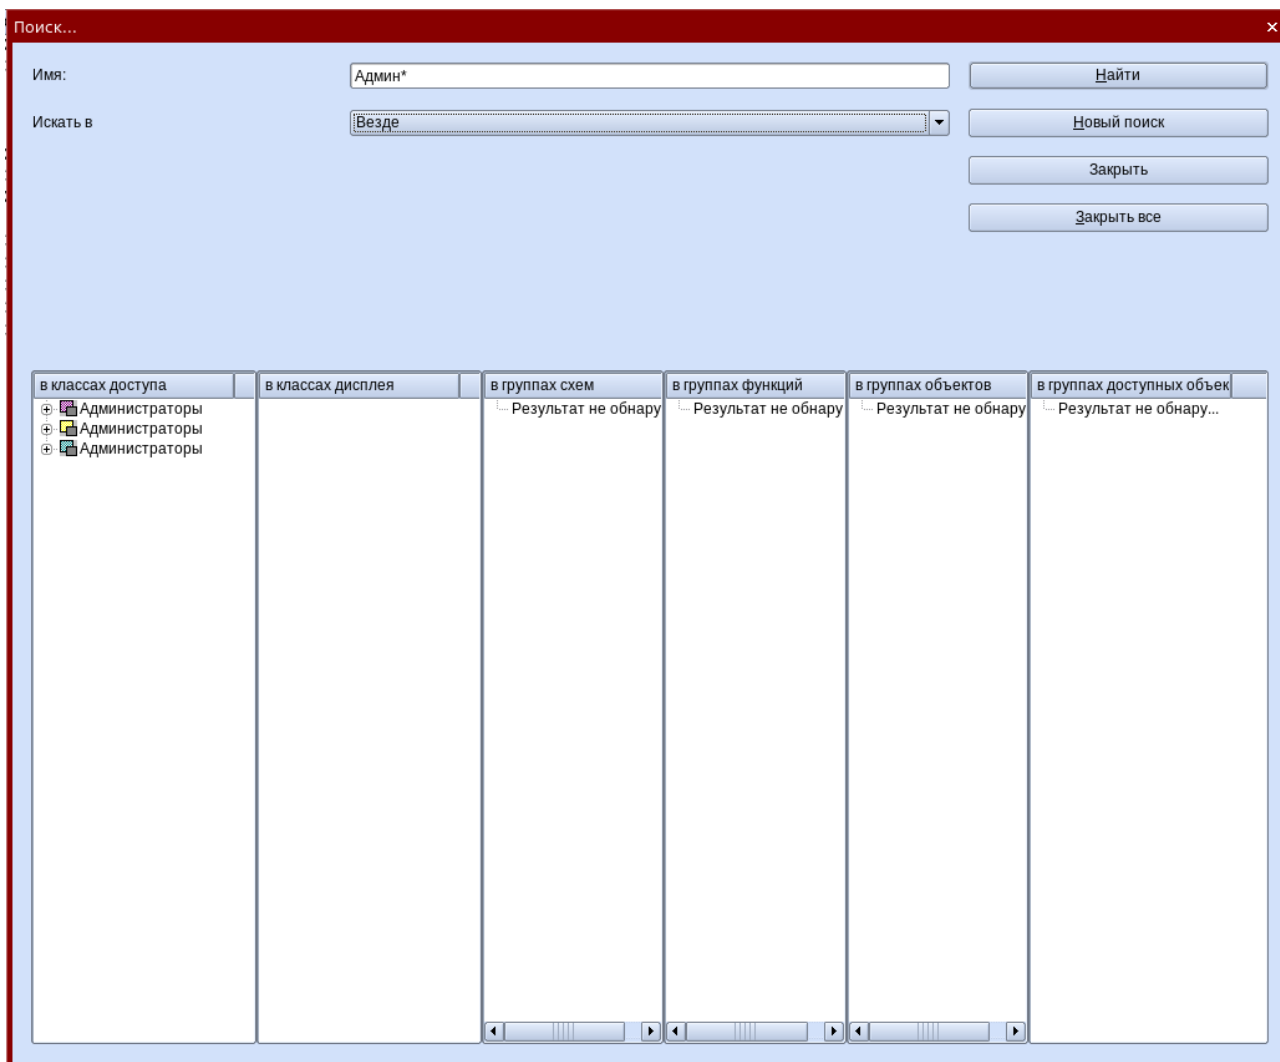 Поиск...
Имя:
Админ*
Найти
Искать в
Везде
Новый поиск
Закрыть
Закрыть все
в классах доступа
в классах дисплея
в группах схем
в группах функций
в группах объектов
в группах доступных объек
Администраторы
Администраторы
Администраторы
Результат не обнару
Результат не обнару
Результат не обнару
Результат не обнару...